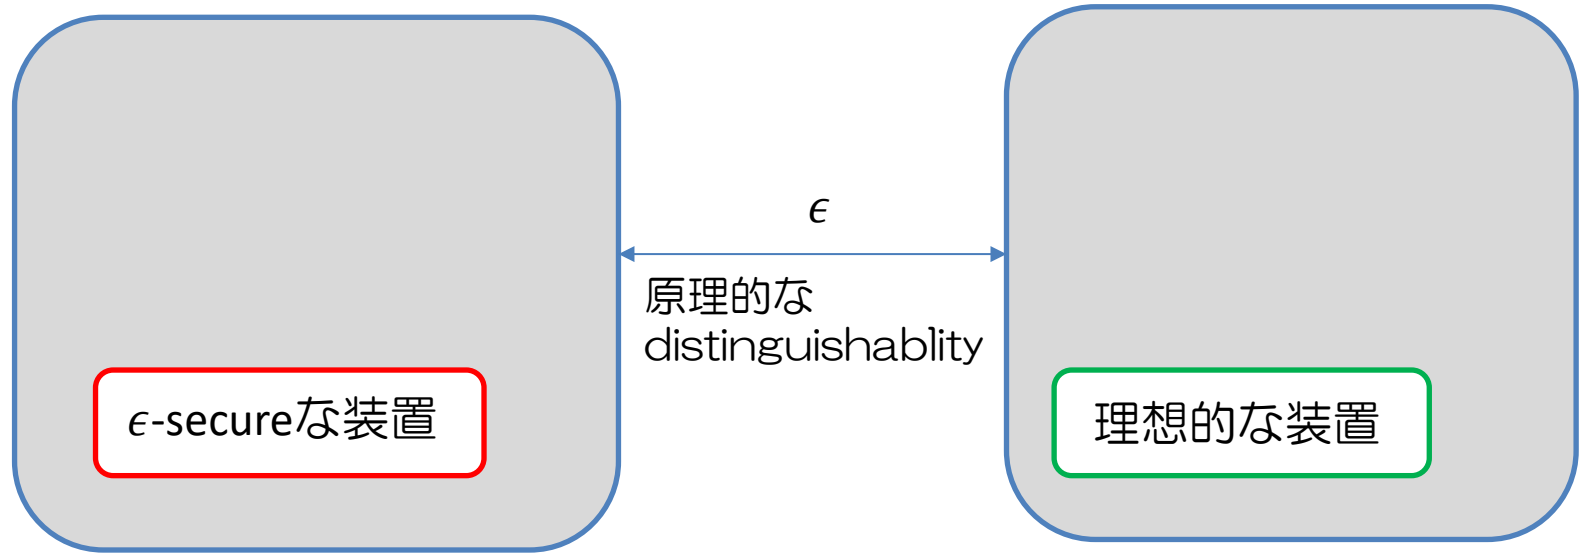 ϵ
原理的な
distinguishablity
ϵ-secureな装置
理想的な装置